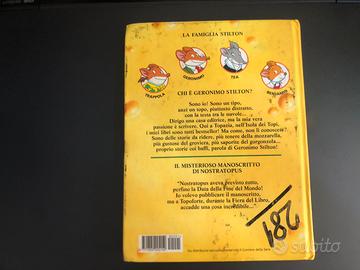 LA FAMIGLIA STILTON
TRAPPOLA
GERONIMO
TEA
BENJAMIN
CHI È GERONIMO STILTON?
Sono io! Sono un tipo,
anzi un topo, piuttosto distratto,
con la testa tra le nuvole...
Dirigo una casa editrice, ma la mia vera
passione è scrivere. Qui a Topazia, nell'Isola dei Topi,
i miei libri sono tutti bestseller! Ma come, non li conoscete?
Sono delle storie da ridere, più tenere della mozzarella,
più gustose del groviera, più saporite del gorgonzola...
proprio storie coi baffi, parola di Geronimo Stilton!
IL MISTERIOSO MANOSCRITTO
DI NOSTRATOPUS
"Nostratopus aveva previsto tutto,
perfino la Data della Fine del Mondo!
Io volevo pubblicare il manoscritto,
ma a Topoforte, durante la Fiera del Libro,
accadde una cosa incredibile..."
281
subito